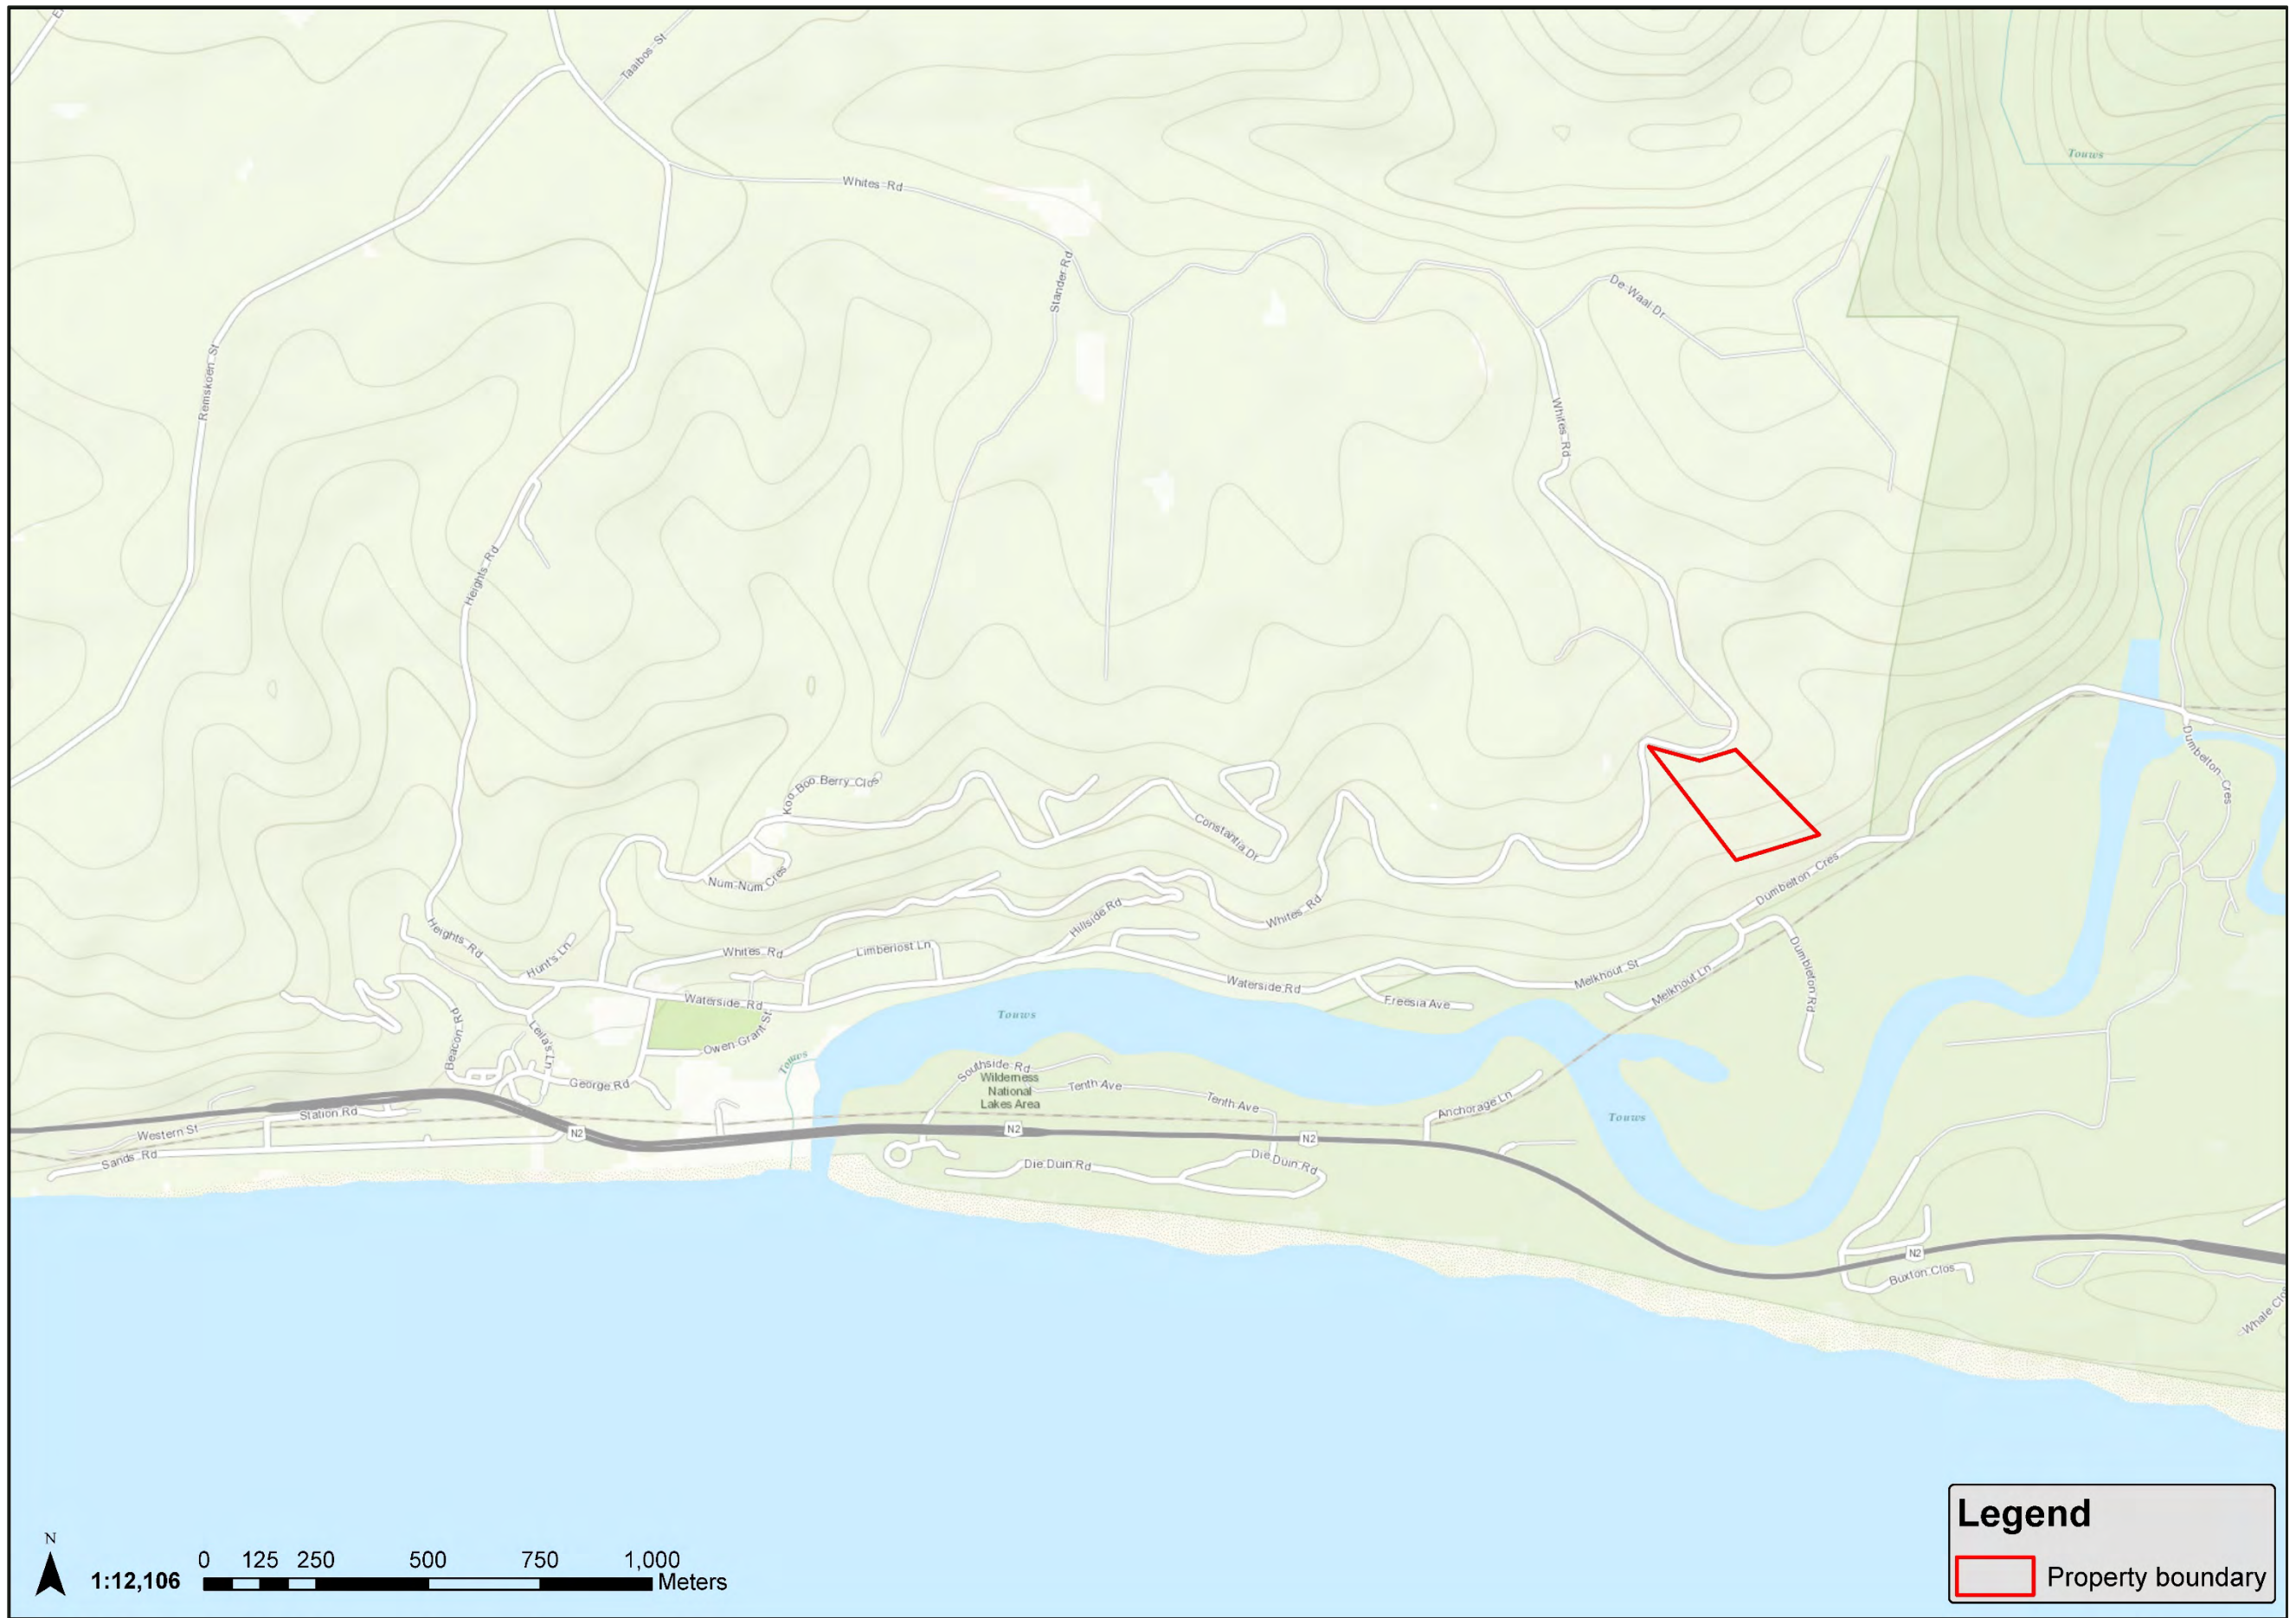 Taaibos St
Whites Rd
Touws
Stander Rd
De Waal Dr
Remskoen St
Whites Rd
Heights Rd
Dumbelton Cres
Koo Boo Berry Clos
Constantia Dr
Num-Num Cres
Dumbelton Cres
Heights Rd
Hunt's Ln
Whites Rd
Limberlost Ln
Hillside Rd
Whites Rd
Waterside Rd
Waterside Rd
Melkhout St
Melkhout Ln
Dumbleton Rd
Freesia Ave
Touws
Owen Grant St
Touws
Beacon Rd
Leila's Ln
George Rd
Southside Rd
Wilderness
National
Lakes Area
Tenth Ave
Tenth Ave
Anchorage Ln
Touws
Station Rd
Western St
Sands Rd
N2
N2
N2
Die Duin Rd
Die Duin Rd
N2
Buxton Clos
Whale Clo
Legend
Property boundary
N
1:12,106
0 125 250 500 750 1,000
Meters